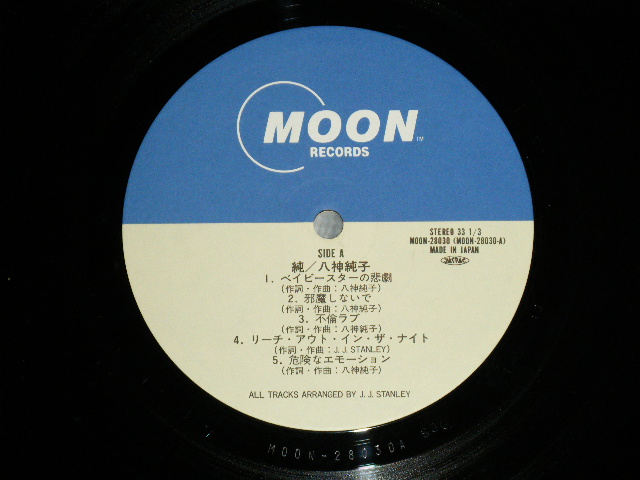 MOON™
RECORDS
STEREO 33 1/3
MOON-28030 (MOON-28030-A)
MADE IN JAPAN
SIDE A
純／八神純子
1. ベイビースターの悲劇
(作詞・作曲：八神純子)
2. 邪魔しないで
(作詞・作曲：八神純子)
3. 不倫ラブ
(作詞・作曲：八神純子)
4. リーチ・アウト・イン・ザ・ナイト
(作詞・作曲：J. J. STANLEY)
5. 危険なエモーション
(作詞・作曲：八神純子)
ALL TRACKS ARRANGED BY J. J. STANLEY
MOON-28030A